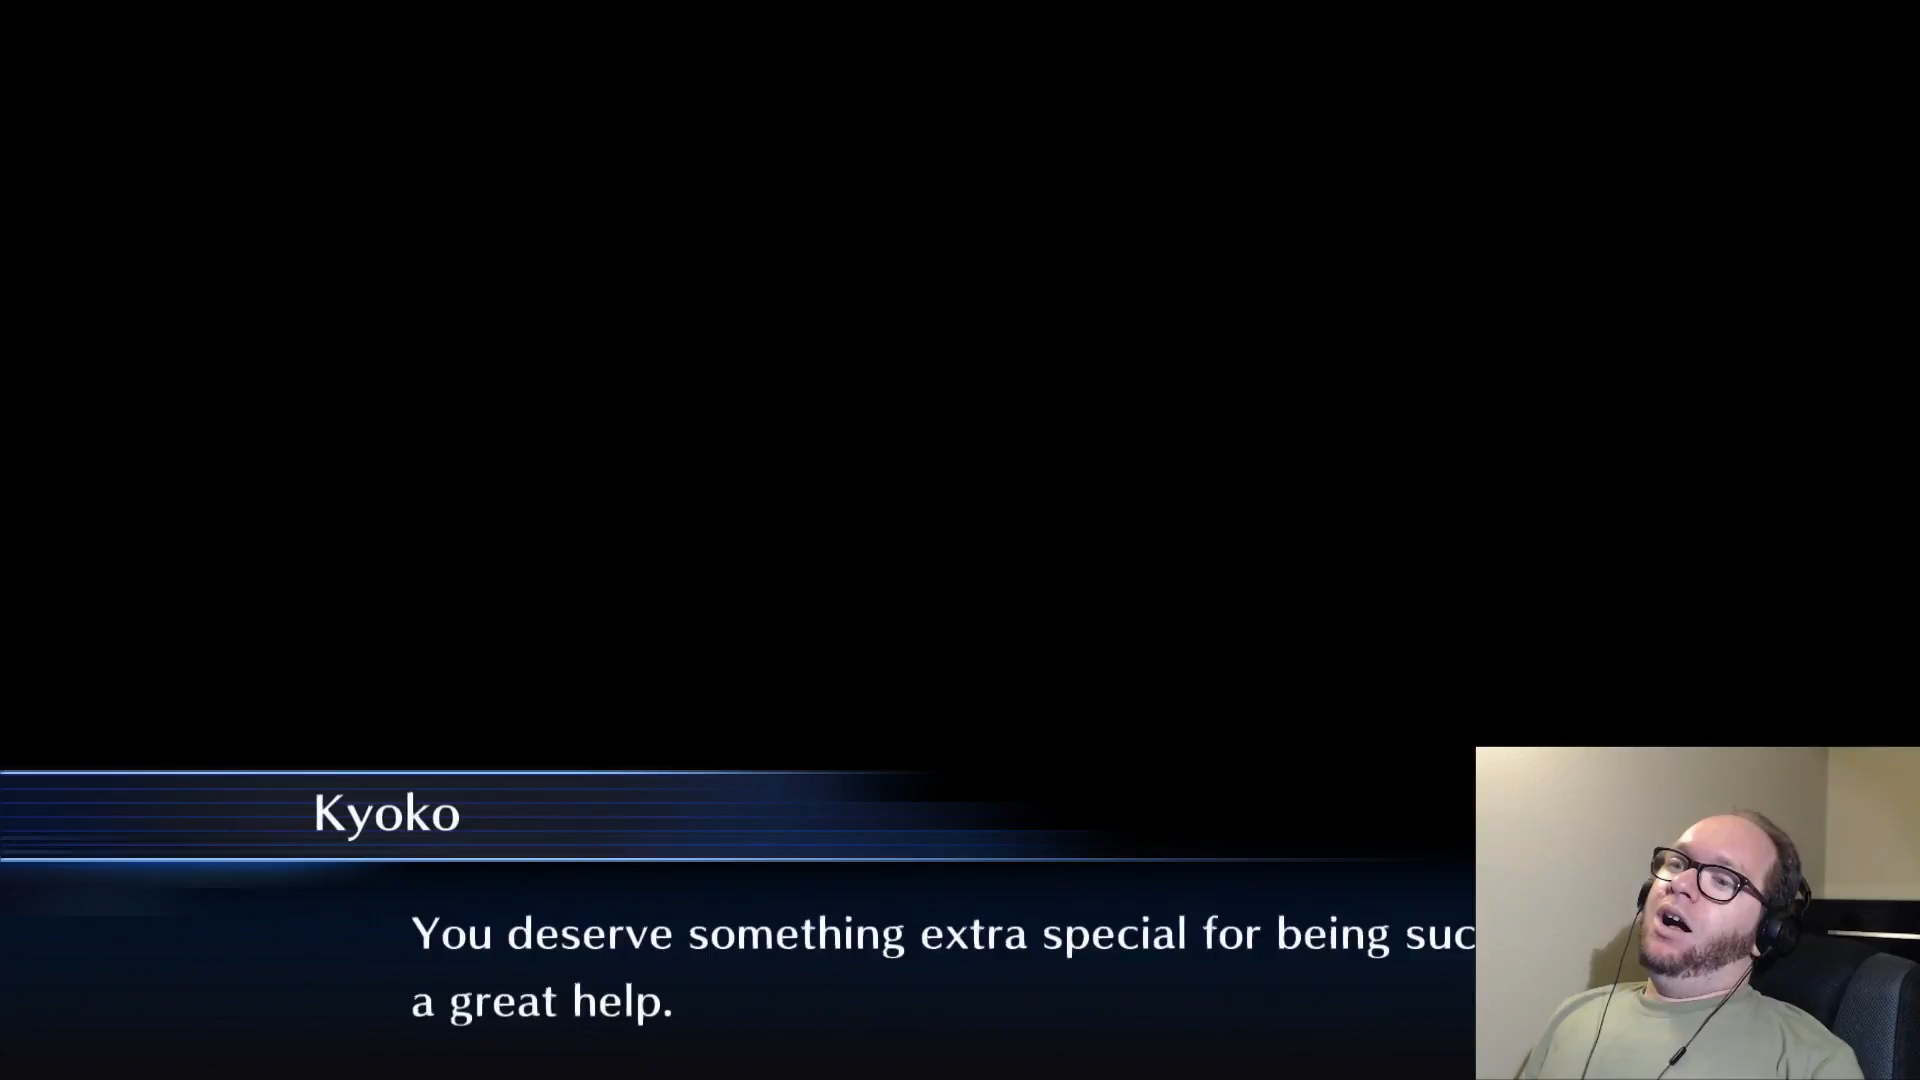 Kyoko
You deserve something extra special for being suc
a great help.